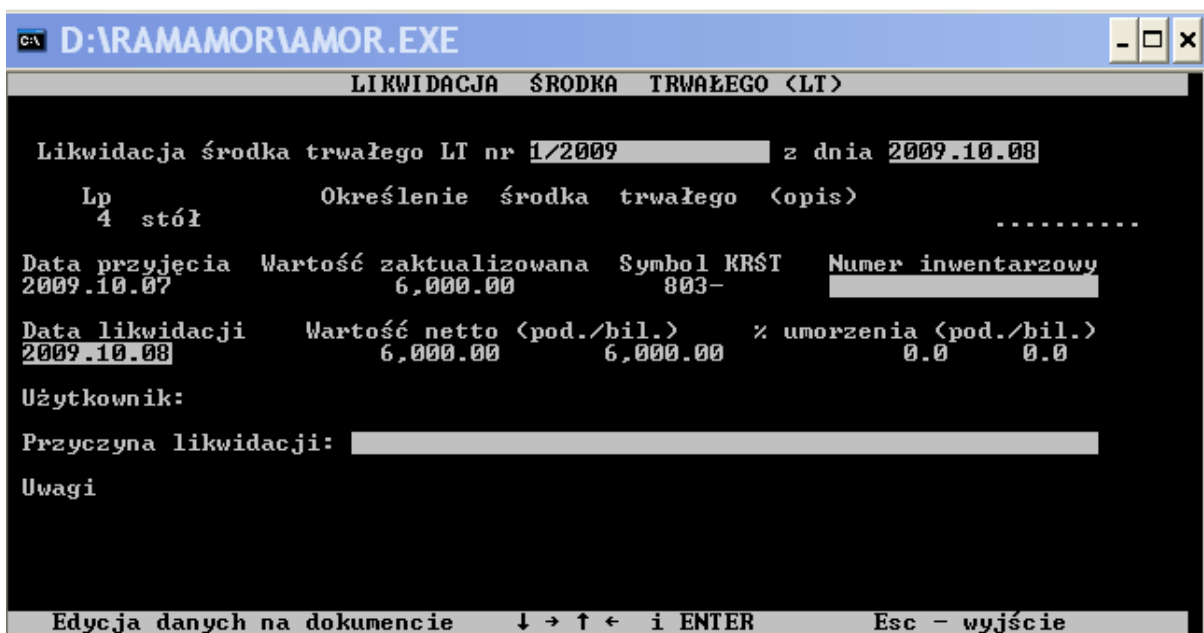 D:\RAMAMOR\AMOR.EXE
LIKWIDACJA ŚRODKA TRWAŁEGO (LT)
Likwidacja środka trwałego LT nr 1/2009 z dnia 2009.10.08
Lp Określenie środka trwałego (opis)
4 stół ..........
Data przyjęcia Wartość zaktualizowana Symbol KRŚT Numer inwentarzowy
2009.10.07 6,000.00 803-
Data likwidacji Wartość netto (pod./bil.) % umorzenia (pod./bil.)
2009.10.08 6,000.00 6,000.00 0.0 0.0
Użytkownik:
Przyczyna likwidacji:
Uwagi
Edycja danych na dokumencie ↓ → ↑ ← i ENTER Esc - wyjście